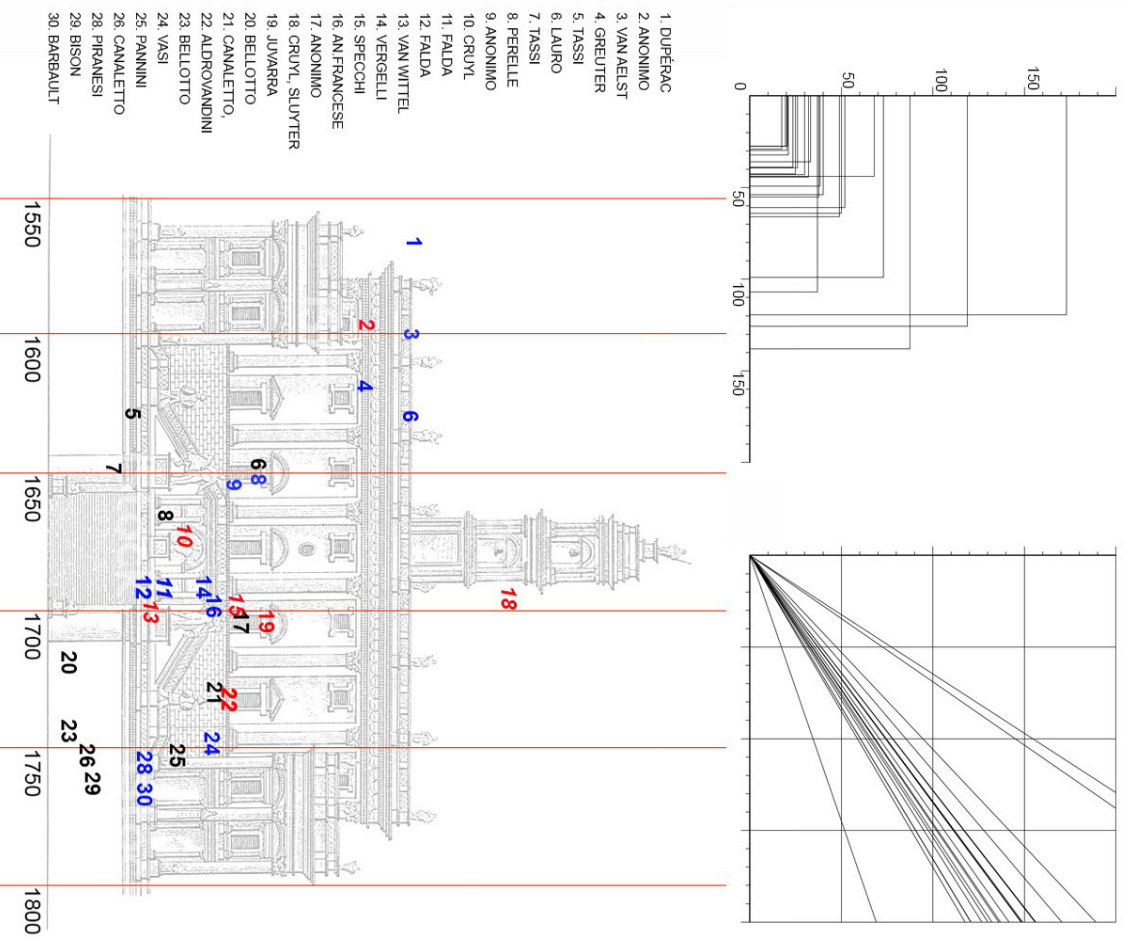 150
100
50
0
50 100 150
1. DUPÉRAC
2. ANONIMO
3. VAN AELST
4. GREUTER
5. TASSI
6. LAURO
7. TASSI
8. PERELLE
9. ANONIMO
10. CRUYL
11. FALDA
12. FALDA
13. VAN WITTEL
14. VERGELLI
15. SPECCHI
16. AN.FRANCESE
17. ANONIMO
18. CRUYL, SLUYTER
19. JUVARRA
20. BELLOTTO
21. CANALETTO,
22. ALDROVANDINI
23. BELLOTTO
24. VASI
25. PANNINI
26. CANALETTO
28. PIRANESI
29. BISON
30. BARBAULT
18
1 3 6
2 4
6 8 19
9 15 17 22
14 16 21 24
10 25
8 11
12 13 28 30
5
7
26 29
20 23
1550 1600 1650 1700 1750 1800